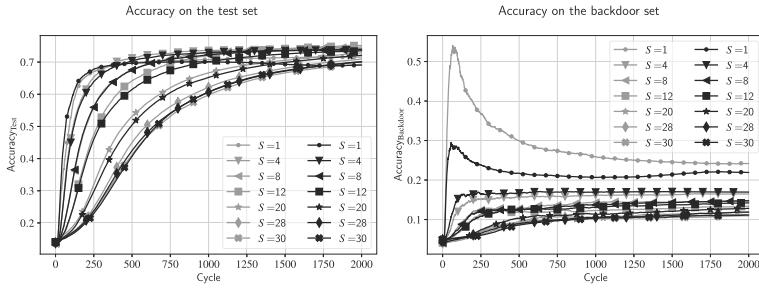 Accuracy on the test set
Accuracy on the backdoor set
0.7
0.6
0.5
0.4
0.3
0.2
Accuracy_Test
S=1
S=4
S=8
S=12
S=20
S=28
S=30
S=1
S=4
S=8
S=12
S=20
S=28
S=30
0 250 500 750 1000 1250 1500 1750 2000
Cycle
0.5
0.4
0.3
0.2
0.1
Accuracy_Backdoor
S=1
S=4
S=8
S=12
S=20
S=28
S=30
S=1
S=4
S=8
S=12
S=20
S=28
S=30
0 250 500 750 1000 1250 1500 1750 2000
Cycle